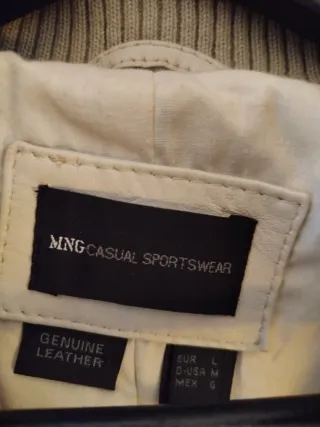 MNG CASUAL SPORTSWEAR
GENUINE
LEATHER
EUR L
D-USA M
MEX G